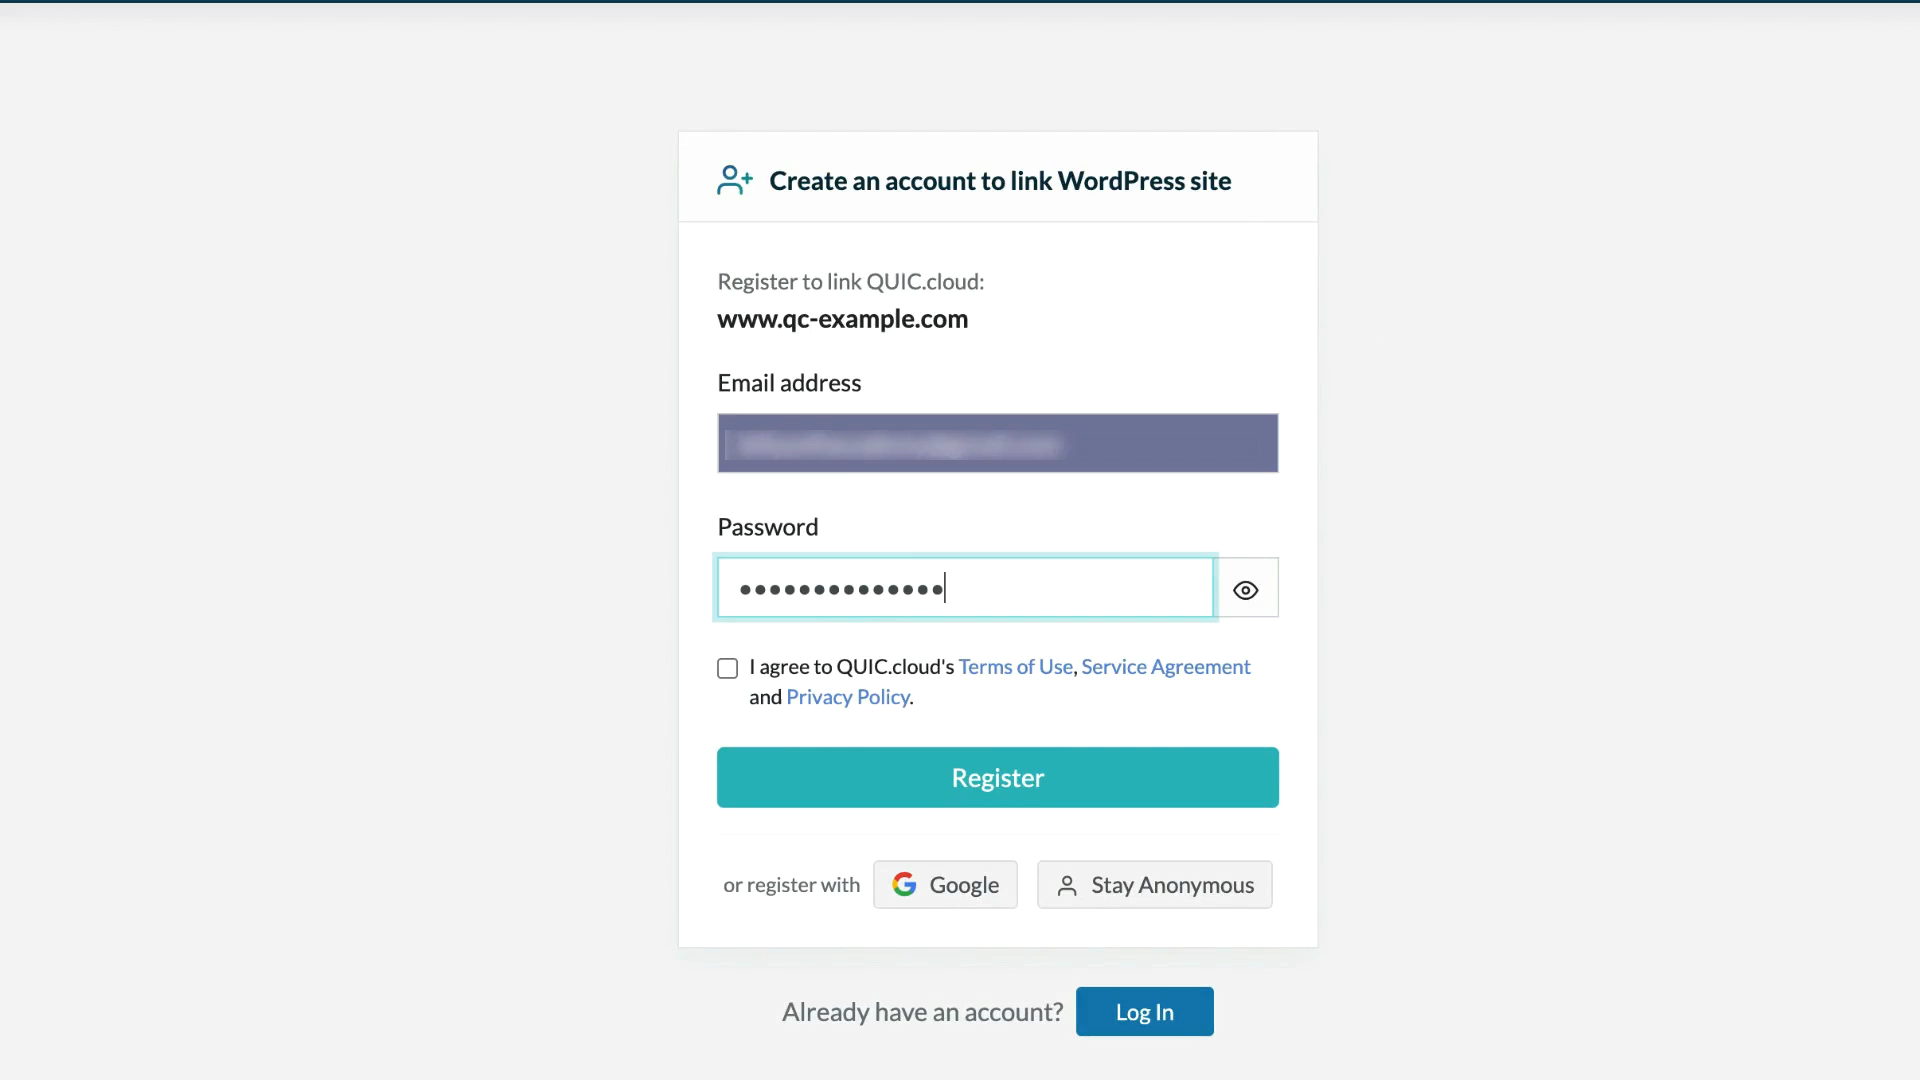 Create an account to link WordPress site
Register to link QUIC.cloud:
www.qc-example.com
Email address
Password
••••••••••••••
I agree to QUIC.cloud's Terms of Use, Service Agreement
and Privacy Policy.
Register
or register with Google Stay Anonymous
Already have an account? Log In